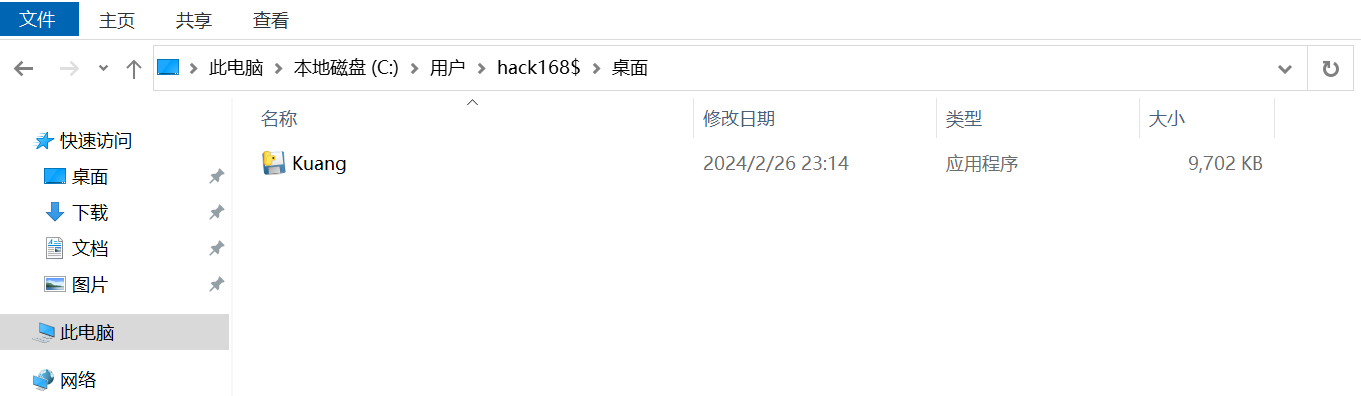 文件 主页 共享 查看
此电脑 本地磁盘 (C:) 用户 hack168$ 桌面
名称 修改日期 类型 大小
Kuang 2024/2/26 23:14 应用程序 9,702 KB
快速访问
桌面
下载
文档
图片
此电脑
网络